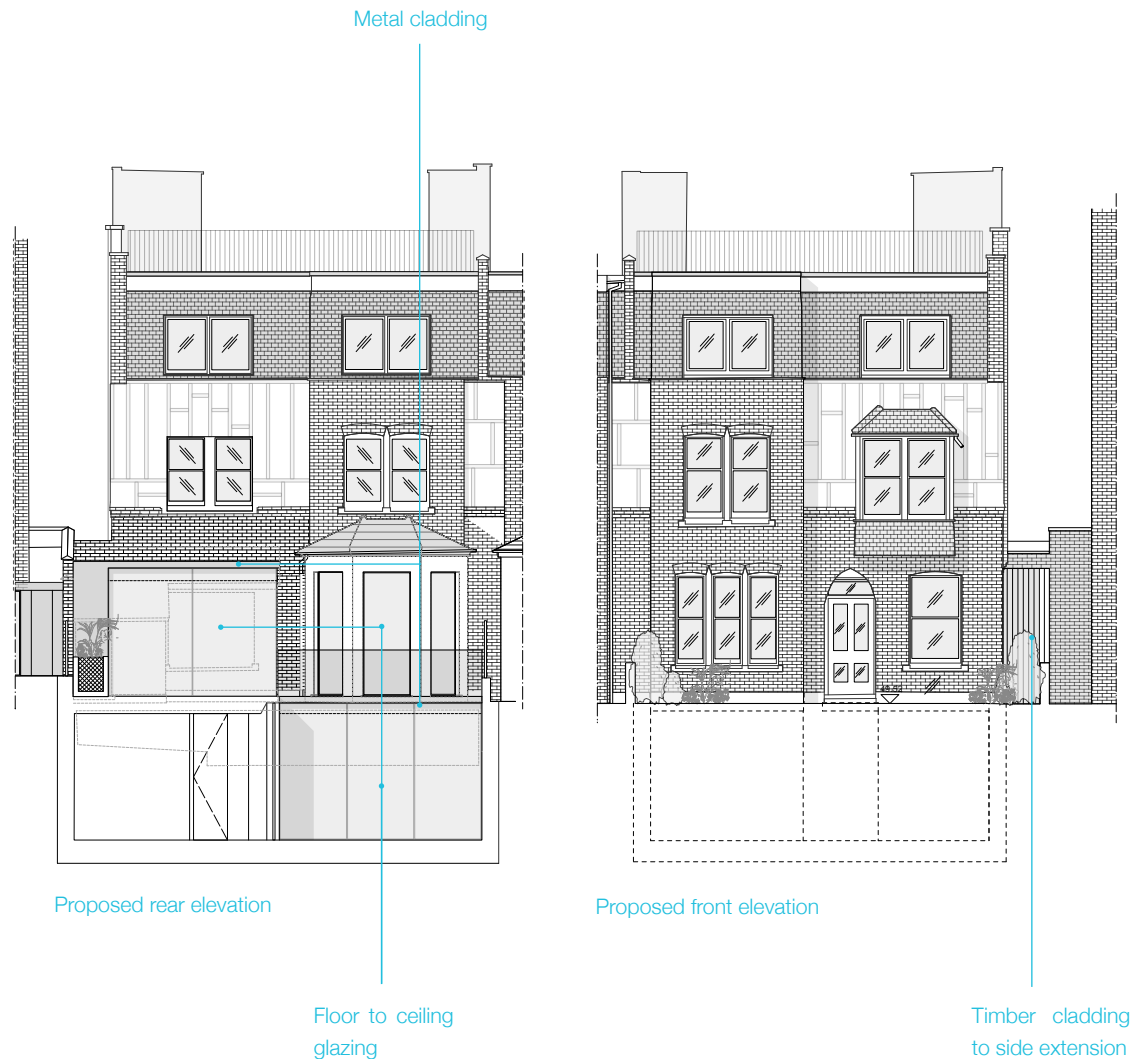 Metal cladding
Proposed rear elevation
Proposed front elevation
Floor to ceiling
glazing
Timber cladding
to side extension